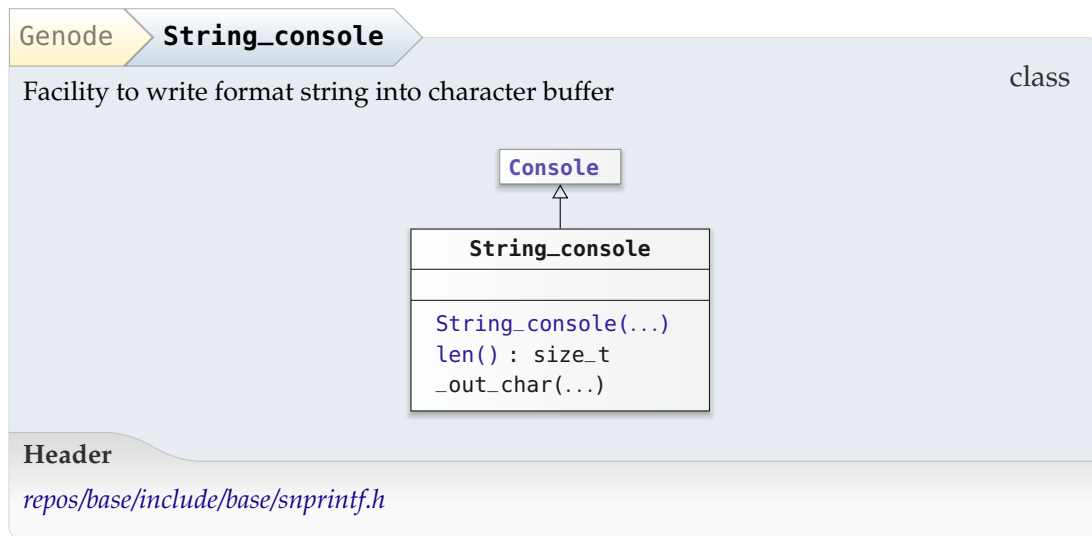 Genode String_console
class
Facility to write format string into character buffer
Console
String_console
String_console(...)
len() : size_t
_out_char(...)
Header
repos/base/include/base/snprintf.h